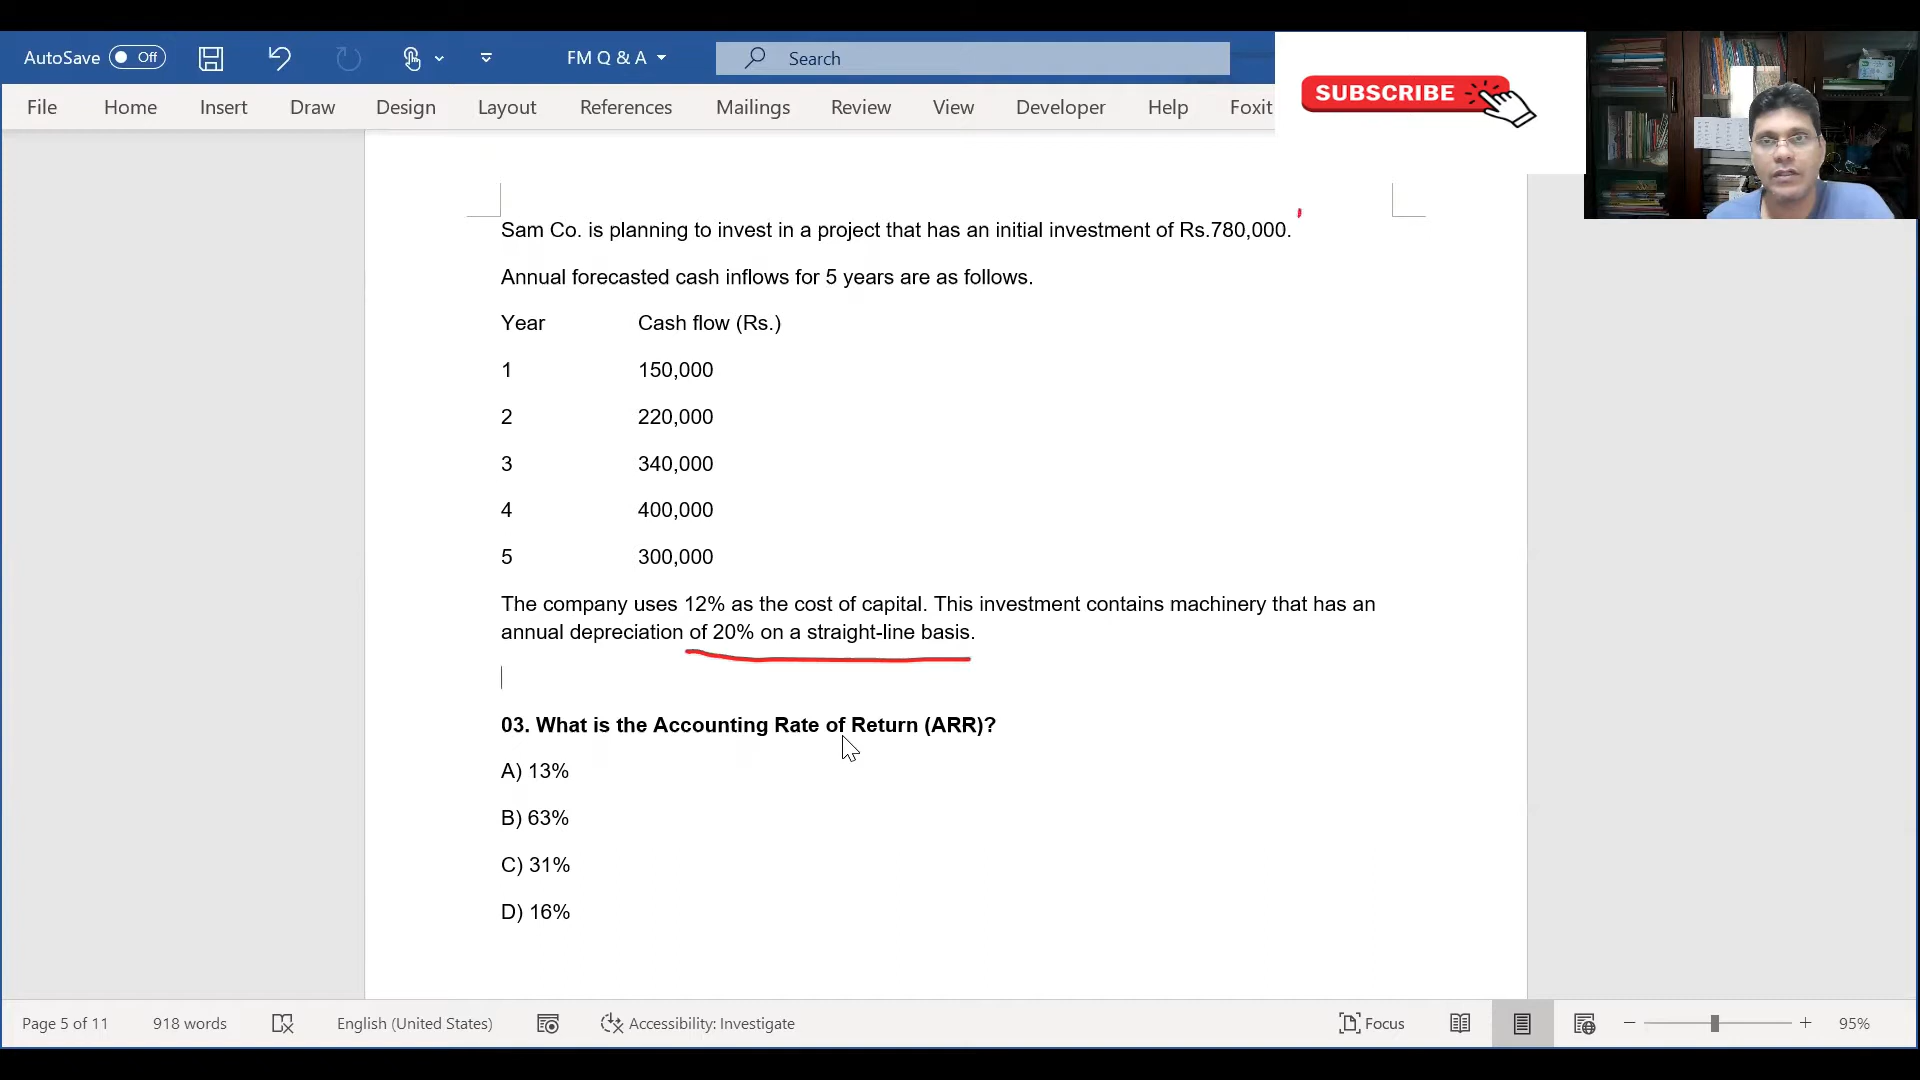 AutoSave Off FM Q & A Search
SUBSCRIBE
File Home Insert Draw Design Layout References Mailings Review View Developer Help Foxit
Sam Co. is planning to invest in a project that has an initial investment of Rs.780,000.
Annual forecasted cash inflows for 5 years are as follows.
Year Cash flow (Rs.)
1 150,000
2 220,000
3 340,000
4 400,000
5 300,000
The company uses 12% as the cost of capital. This investment contains machinery that has an
annual depreciation of 20% on a straight-line basis.
03. What is the Accounting Rate of Return (ARR)?
A) 13%
B) 63%
C) 31%
D) 16%
Page 5 of 11 918 words English (United States) Accessibility: Investigate Focus 95%